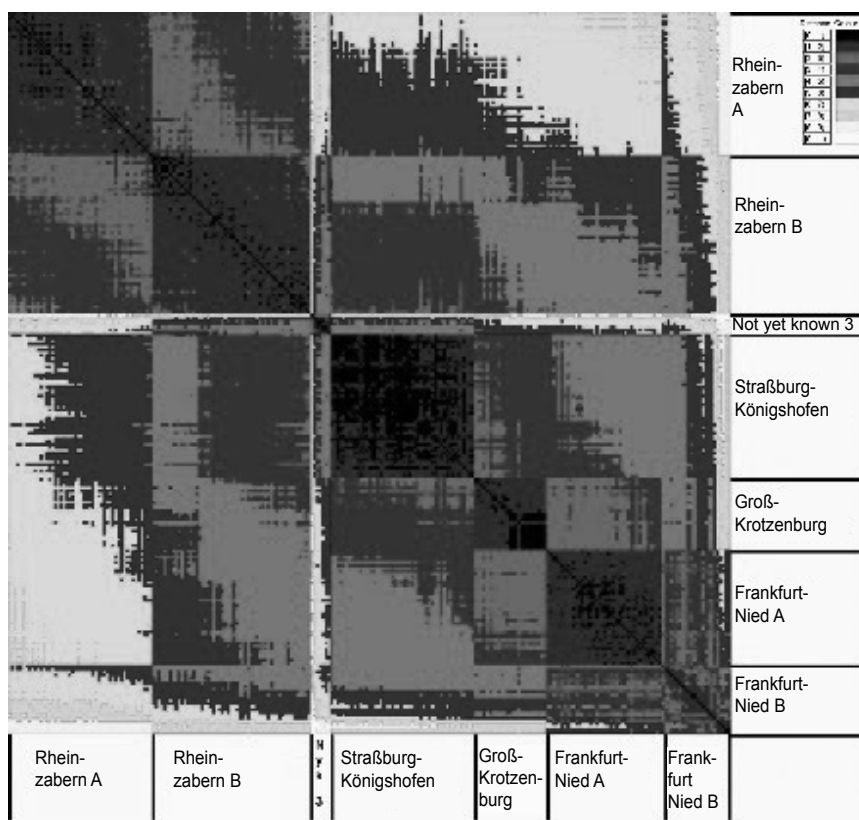 Rhein-
zabern
A
Rhein-
zabern B
Not yet known 3
Straßburg-
Königshofen
Groß-
Krotzenburg
Frankfurt-
Nied A
Frankfurt-
Nied B
Rhein-
zabern A
Rhein-
zabern B
N
y
k
3
Straßburg-
Königshofen
Groß-
Krotzen-
burg
Frankfurt-
Nied A
Frank-
furt
Nied B